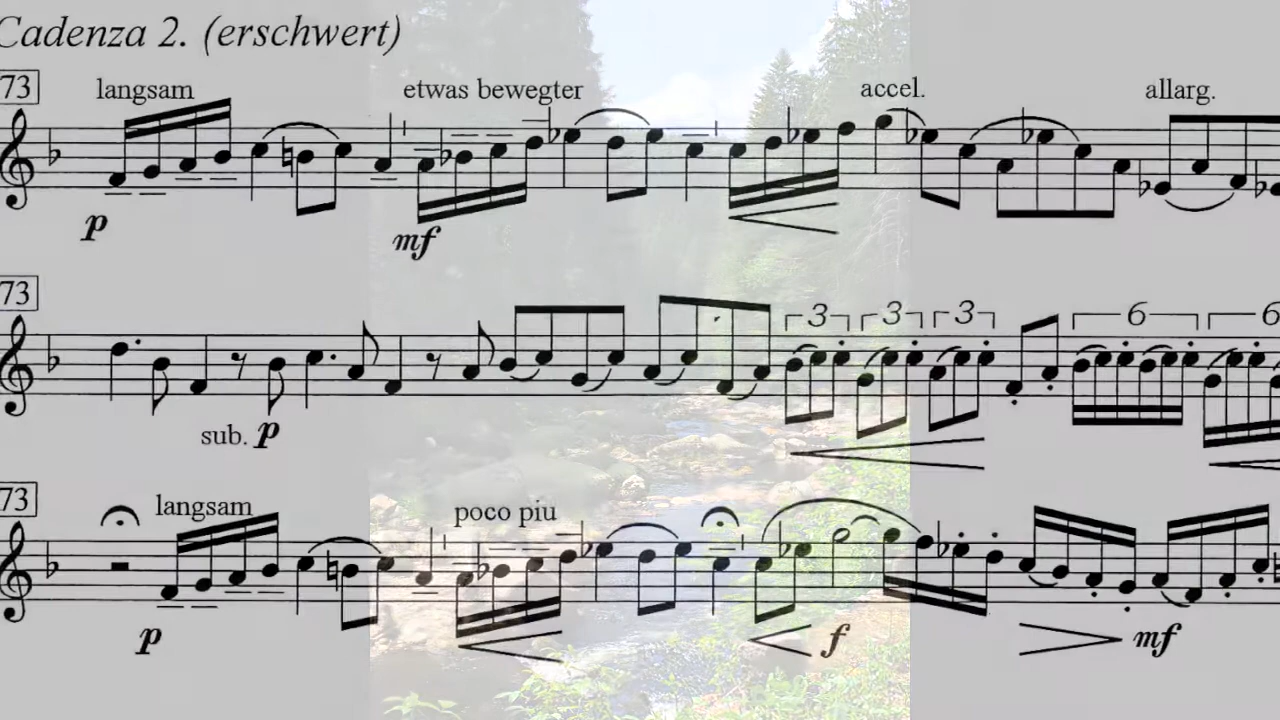 Cadenza 2. (erschwert)
73 langsam etwas bewegter accel. allarg.
p mf
73 3 3 3 6 6
sub. p
73 langsam poco piu
p f mf